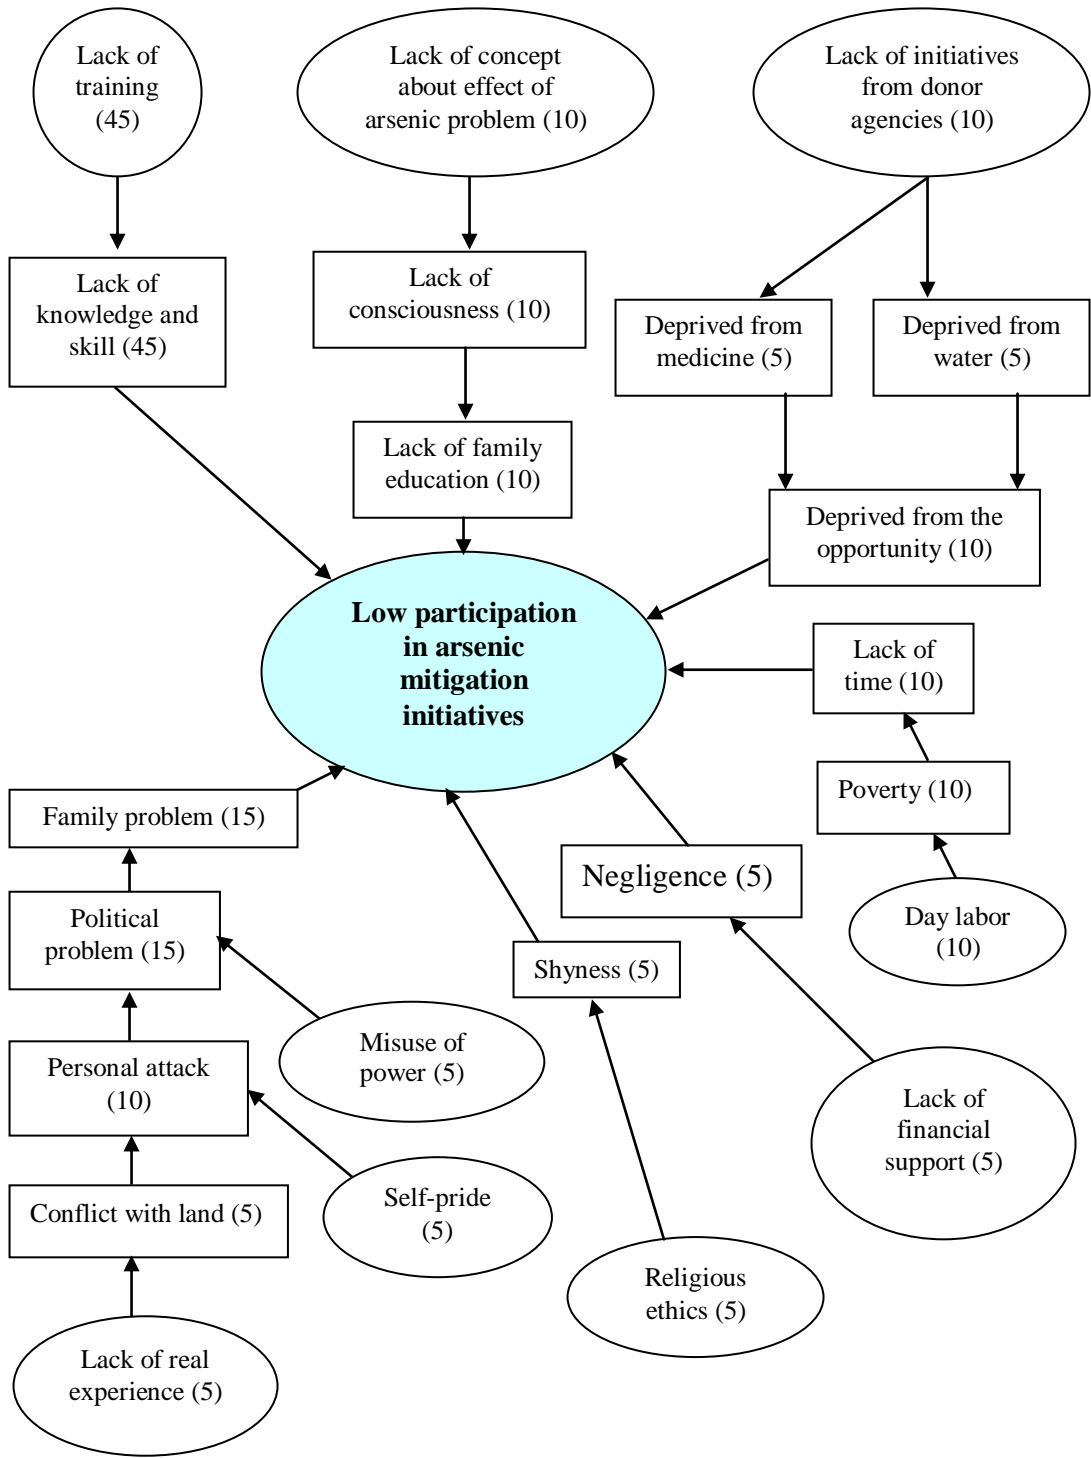 Lack of
training
(45)
Lack of concept
about effect of
arsenic problem (10)
Lack of initiatives
from donor
agencies (10)
Lack of
knowledge and
skill (45)
Lack of
consciousness (10)
Deprived from
medicine (5)
Deprived from
water (5)
Lack of family
education (10)
Deprived from the
opportunity (10)
Low participation
in arsenic
mitigation
initiatives
Lack of
time (10)
Poverty (10)
Day labor
(10)
Family problem (15)
Negligence (5)
Political
problem (15)
Shyness (5)
Misuse of
power (5)
Personal attack
(10)
Lack of
financial
support (5)
Conflict with land (5)
Self-pride
(5)
Religious
ethics (5)
Lack of real
experience (5)